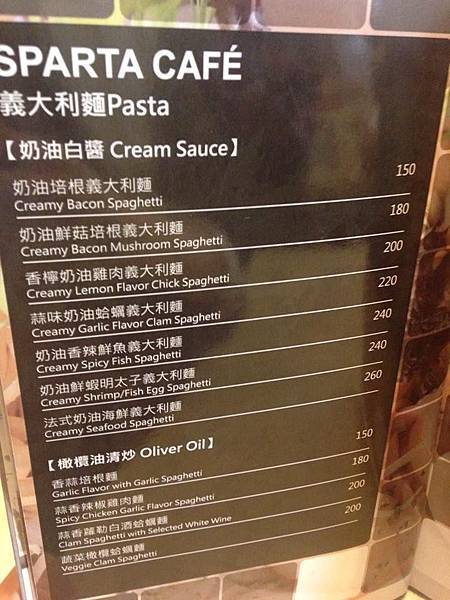 SPARTA CAFÉ
義大利麵Pasta
【奶油白醬 Cream Sauce】
奶油培根義大利麵 150
Creamy Bacon Spaghetti
奶油鮮菇培根義大利麵 180
Creamy Bacon Mushroom Spaghetti
香檸奶油雞肉義大利麵 200
Creamy Lemon Flavor Chick Spaghetti
蒜味奶油蛤蠣義大利麵 220
Creamy Garlic Flavor Clam Spaghetti
奶油香辣鮮魚義大利麵 240
Creamy Spicy Fish Spaghetti
奶油鮮蝦明太子義大利麵 240
Creamy Shrimp/Fish Egg Spaghetti
法式奶油海鮮義大利麵 260
Creamy Seafood Spaghetti
【橄欖油清炒 Oliver Oil】
香蒜培根麵 150
Garlic Flavor with Garlic Spaghetti
蒜香辣椒雞肉麵 180
Spicy Chicken Garlic Flavor Spaghetti
蒜香蘿勒白酒蛤蠣麵 200
Clam Spaghetti with Selected White Wine
蔬菜橄欖蛤蠣麵 200
Veggie Clam Spaghetti